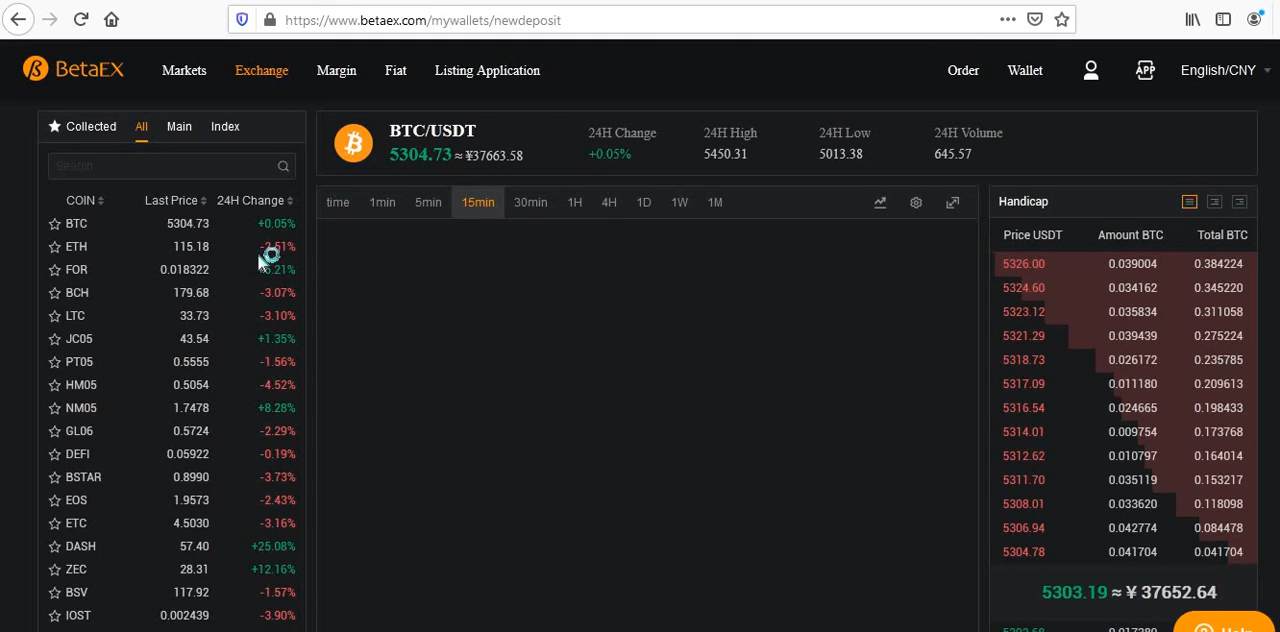 https://www.betaex.com/mywallets/newdeposit
BetaEX
Markets Exchange Margin Fiat Listing Application
Order Wallet APP English/CNY
Collected All Main Index
Search
COIN Last Price 24H Change
BTC 5304.73 +0.05%
ETH 115.18 -2.51%
FOR 0.018322 5.21%
BCH 179.68 -3.07%
LTC 33.73 -3.10%
JC05 43.54 +1.35%
PT05 0.5555 -1.56%
HM05 0.5054 -4.52%
NM05 1.7478 +8.28%
GL06 0.5724 -2.29%
DEFI 0.05922 -0.19%
BSTAR 0.8990 -3.73%
EOS 1.9573 -2.43%
ETC 4.5030 -3.16%
DASH 57.40 +25.08%
ZEC 28.31 +12.16%
BSV 117.92 -1.57%
IOST 0.002439 -3.90%
BTC/USDT
5304.73 ≈ ¥37663.58
24H Change
+0.05%
24H High
5450.31
24H Low
5013.38
24H Volume
645.57
time 1min 5min 15min 30min 1H 4H 1D 1W 1M
Handicap
Price USDT Amount BTC Total BTC
5326.00 0.039004 0.384224
5324.60 0.034162 0.345220
5323.12 0.035834 0.311058
5321.29 0.039439 0.275224
5318.73 0.026172 0.235785
5317.09 0.011180 0.209613
5316.54 0.024665 0.198433
5314.01 0.009754 0.173768
5312.62 0.010797 0.164014
5311.70 0.035119 0.153217
5308.01 0.033620 0.118098
5306.94 0.042774 0.084478
5304.78 0.041704 0.041704
5303.19 ≈ ¥ 37652.64
Help